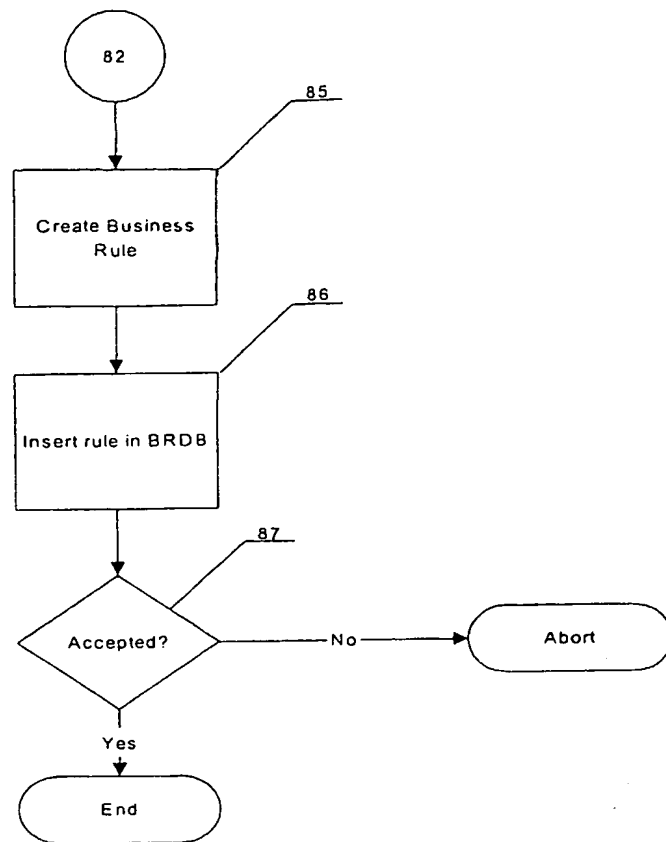 82
85
Create Business
Rule
86
Insert rule in BRDB
87
Accepted?
No
Abort
Yes
End